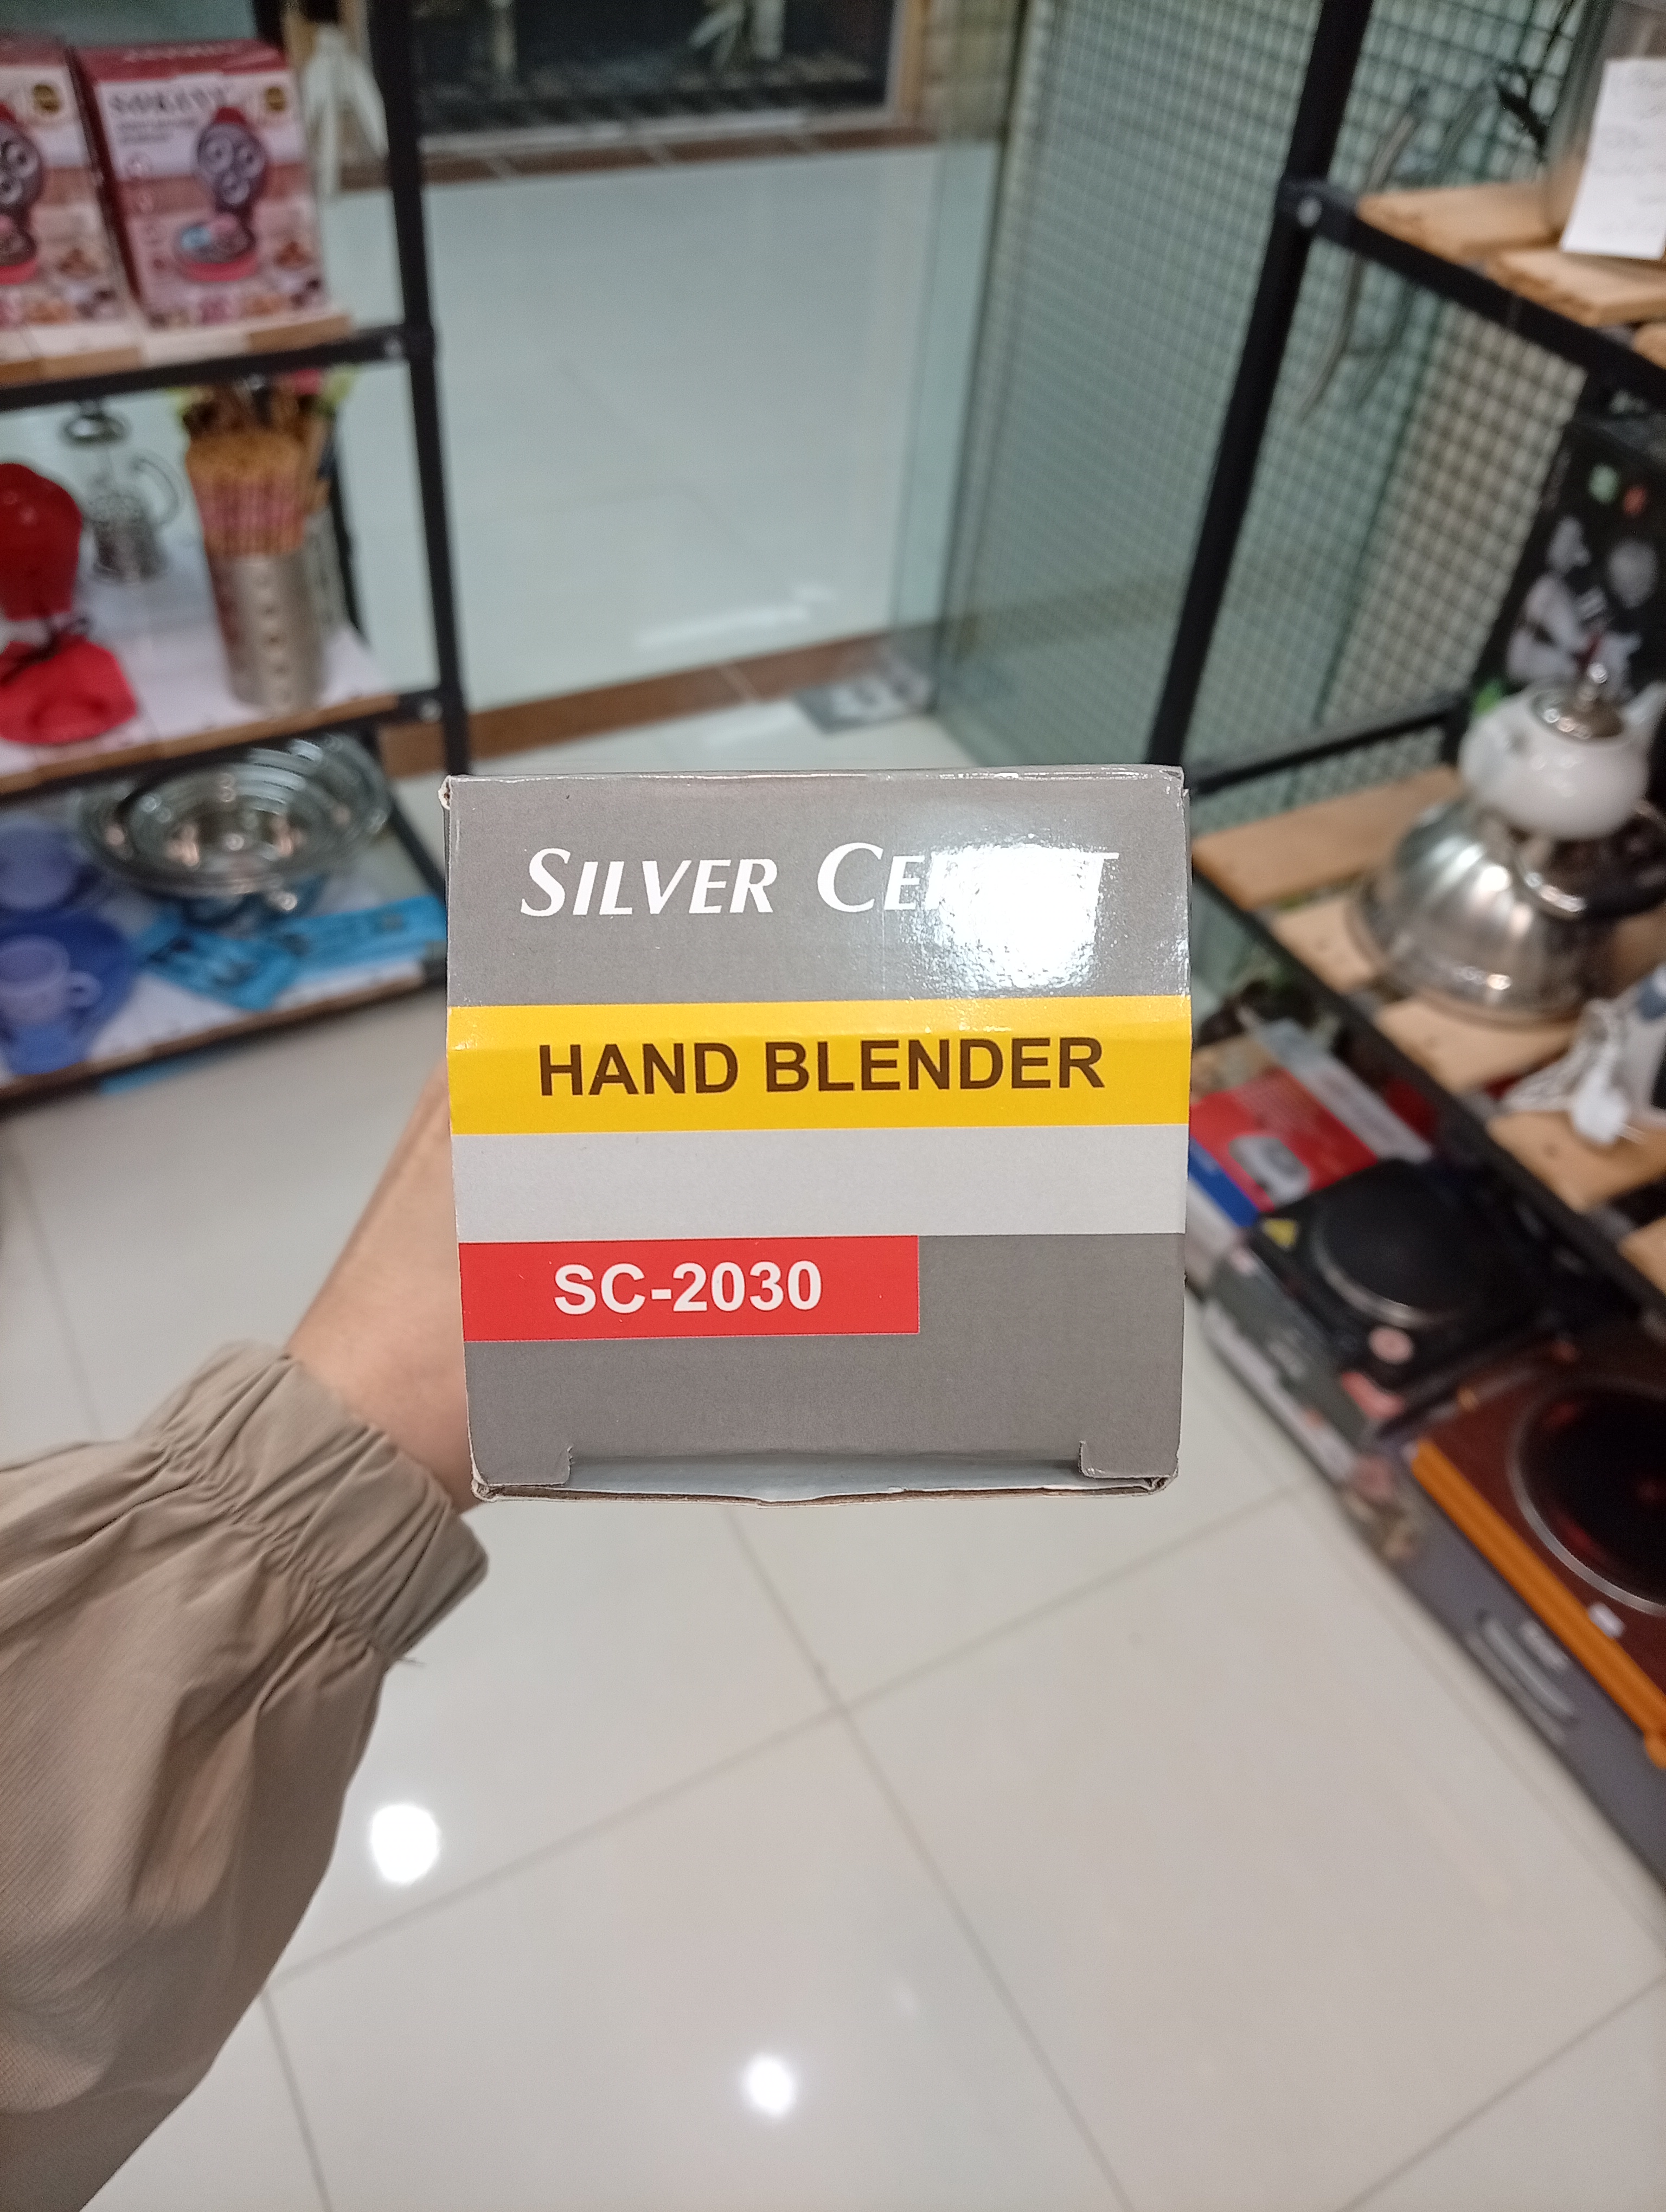 SILVER
HAND BLENDER
SC-2030